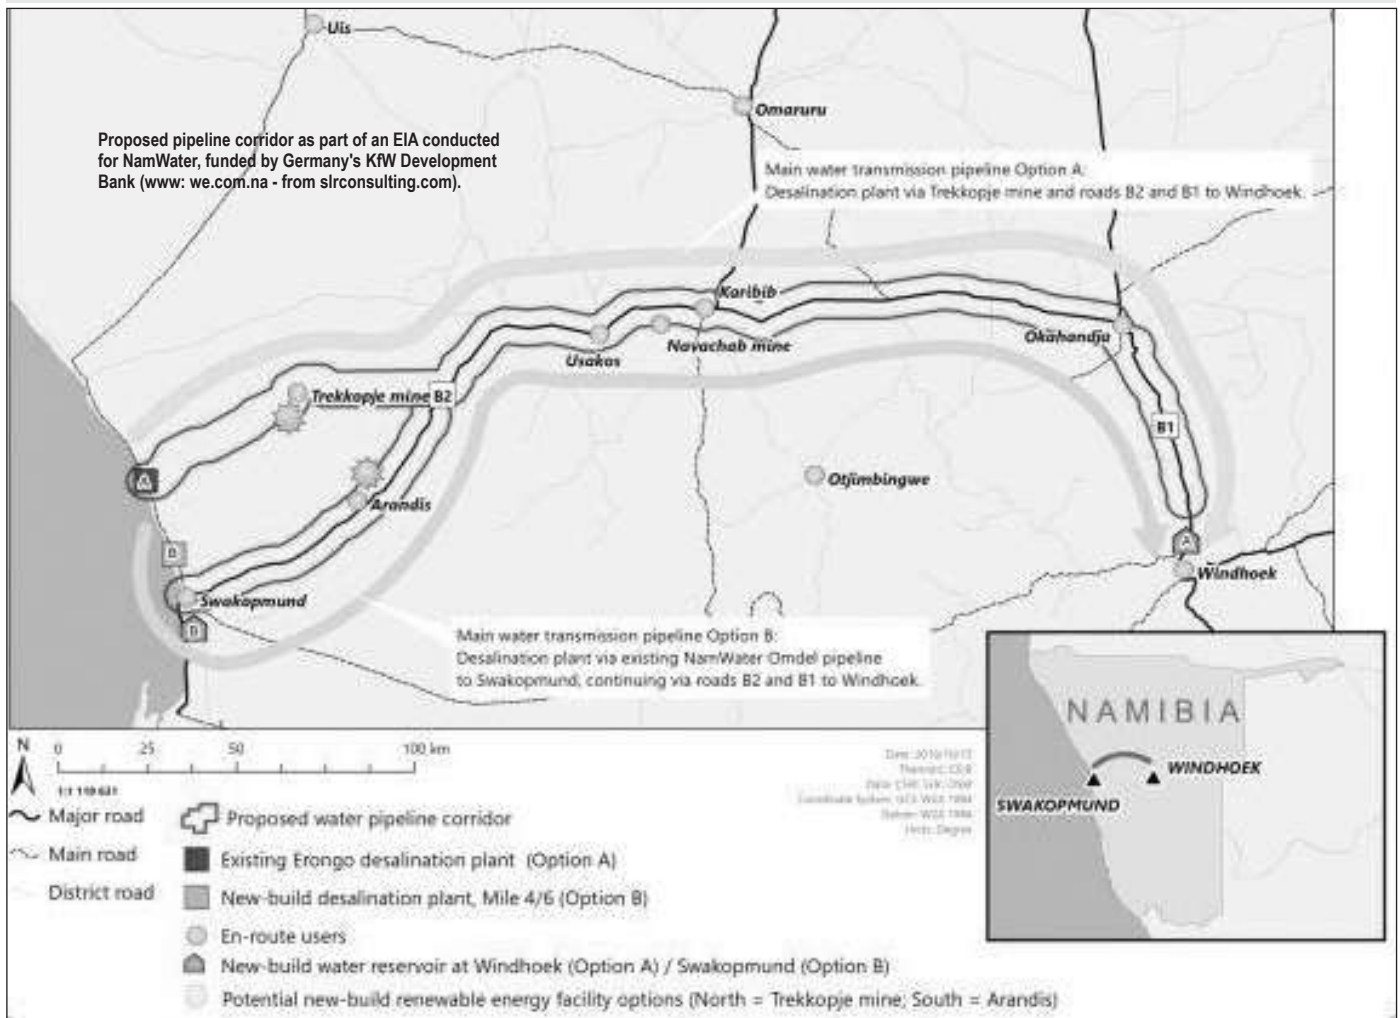 Uis
Omaruru
Proposed pipeline corridor as part of an EIA conducted
for NamWater, funded by Germany's KfW Development
Bank (www: we.com.na - from slrconsulting.com).
Main water transmission pipeline Option A:
Desalination plant via Trekkopje mine and roads B2 and B1 to Windhoek.
Karibib
Navachab mine
Usakos
Okahandja
Trekkopje mine
B2
B1
A
Otjimbingwe
Arandis
B
A
Windhoek
Swakopmund
B
Main water transmission pipeline Option B:
Desalination plant via existing NamWater Omdel pipeline
to Swakopmund, continuing via roads B2 and B1 to Windhoek.
NAMIBIA
WINDHOEK
SWAKOPMUND
N
0 25 50 100 km
1:1 110 631
Major road
Main road
District road
Proposed water pipeline corridor
Existing Erongo desalination plant (Option A)
New-build desalination plant, Mile 4/6 (Option B)
En-route users
New-build water reservoir at Windhoek (Option A) / Swakopmund (Option B)
Potential new-build renewable energy facility options (North = Trekkopje mine; South = Arandis)